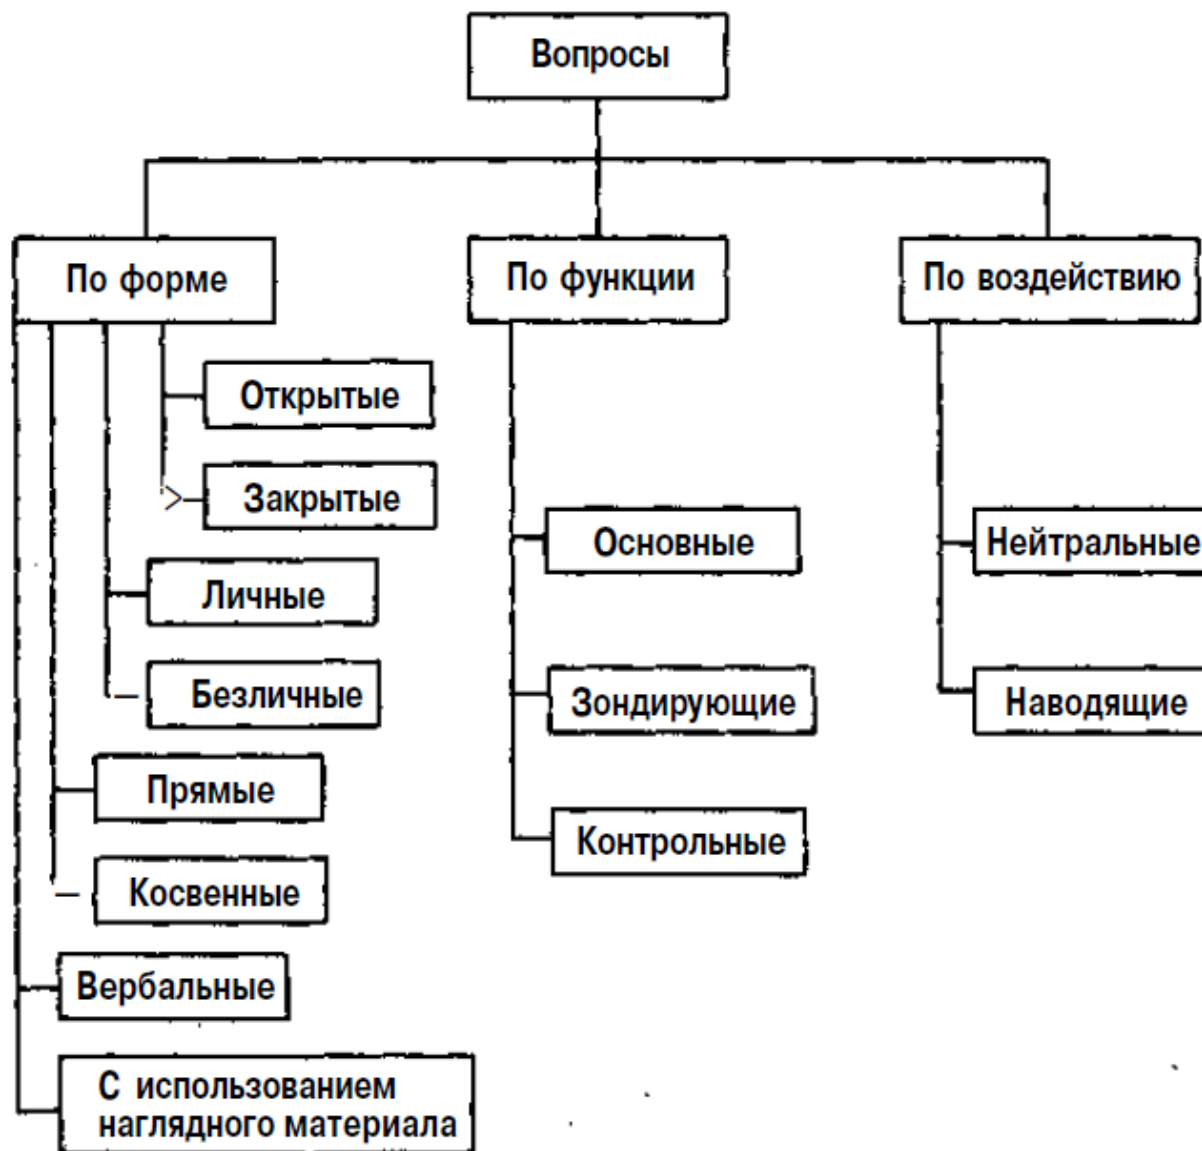 Вопросы
По форме
По функции
По воздействию
Открытые
Закрытые
Личные
Безличные
Прямые
Косвенные
Вербальные
С использованием
наглядного материала
Основные
Зондирующие
Контрольные
Нейтральные
Наводящие